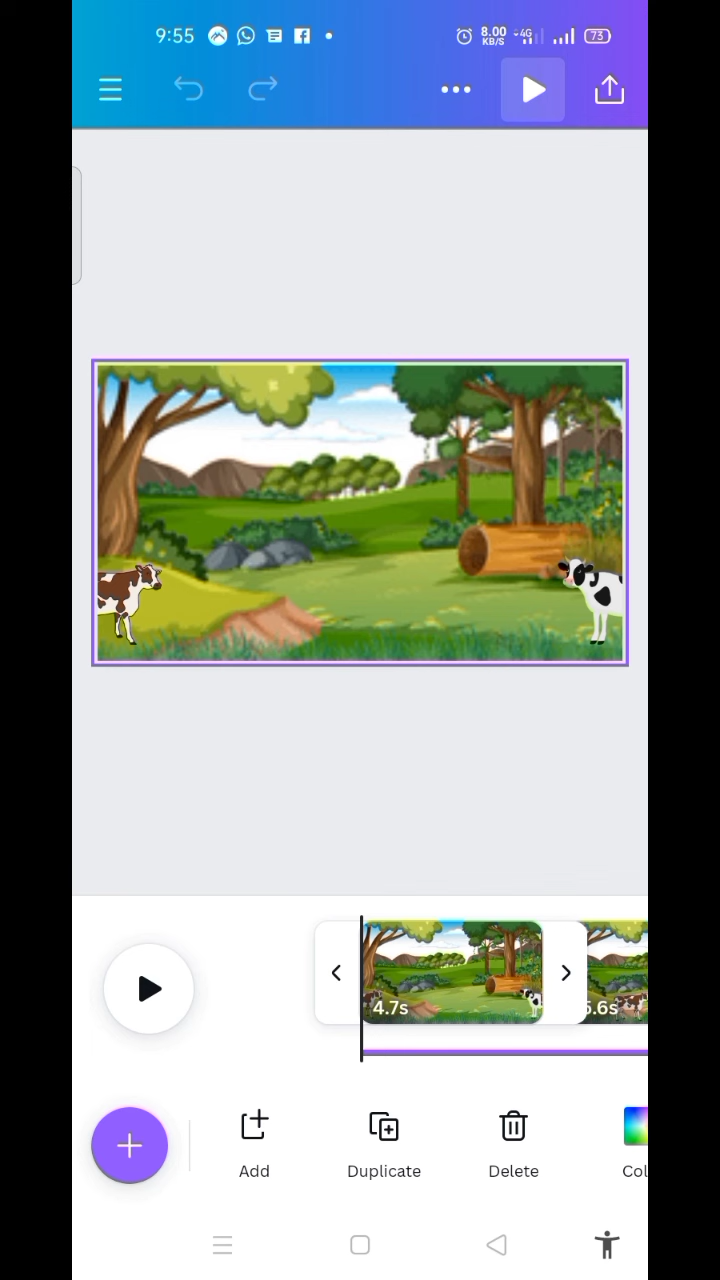 9:55
8.00
KB/S
4G
73
4.7s
5.6s
Add
Duplicate
Delete
Col